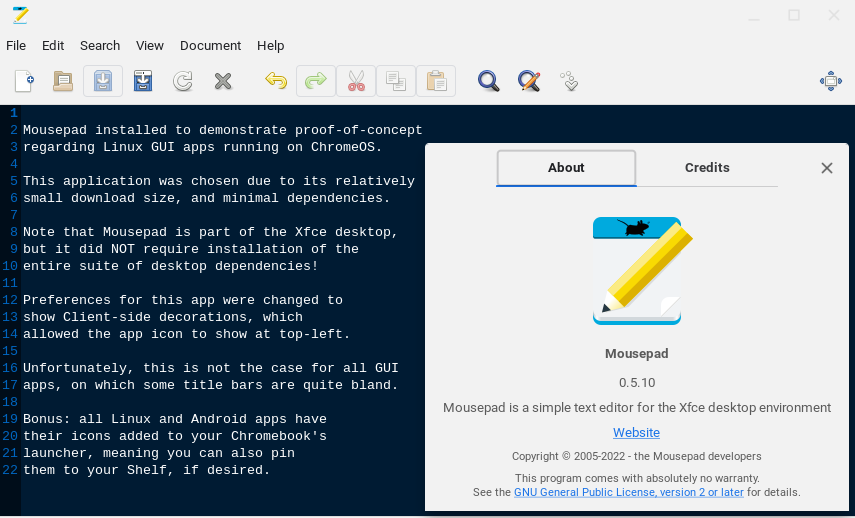 File Edit Search View Document Help
1
2 Mousepad installed to demonstrate proof-of-concept
3 regarding Linux GUI apps running on ChromeOS.
4
5 This application was chosen due to its relatively
6 small download size, and minimal dependencies.
7
8 Note that Mousepad is part of the Xfce desktop,
9 but it did NOT require installation of the
10 entire suite of desktop dependencies!
11
12 Preferences for this app were changed to
13 show Client-side decorations, which
14 allowed the app icon to show at top-left.
15
16 Unfortunately, this is not the case for all GUI
17 apps, on which some title bars are quite bland.
18
19 Bonus: all Linux and Android apps have
20 their icons added to your Chromebook's
21 launcher, meaning you can also pin
22 them to your Shelf, if desired.
About Credits
Mousepad
0.5.10
Mousepad is a simple text editor for the Xfce desktop environment
Website
Copyright © 2005-2022 - the Mousepad developers
This program comes with absolutely no warranty.
See the GNU General Public License, version 2 or later for details.